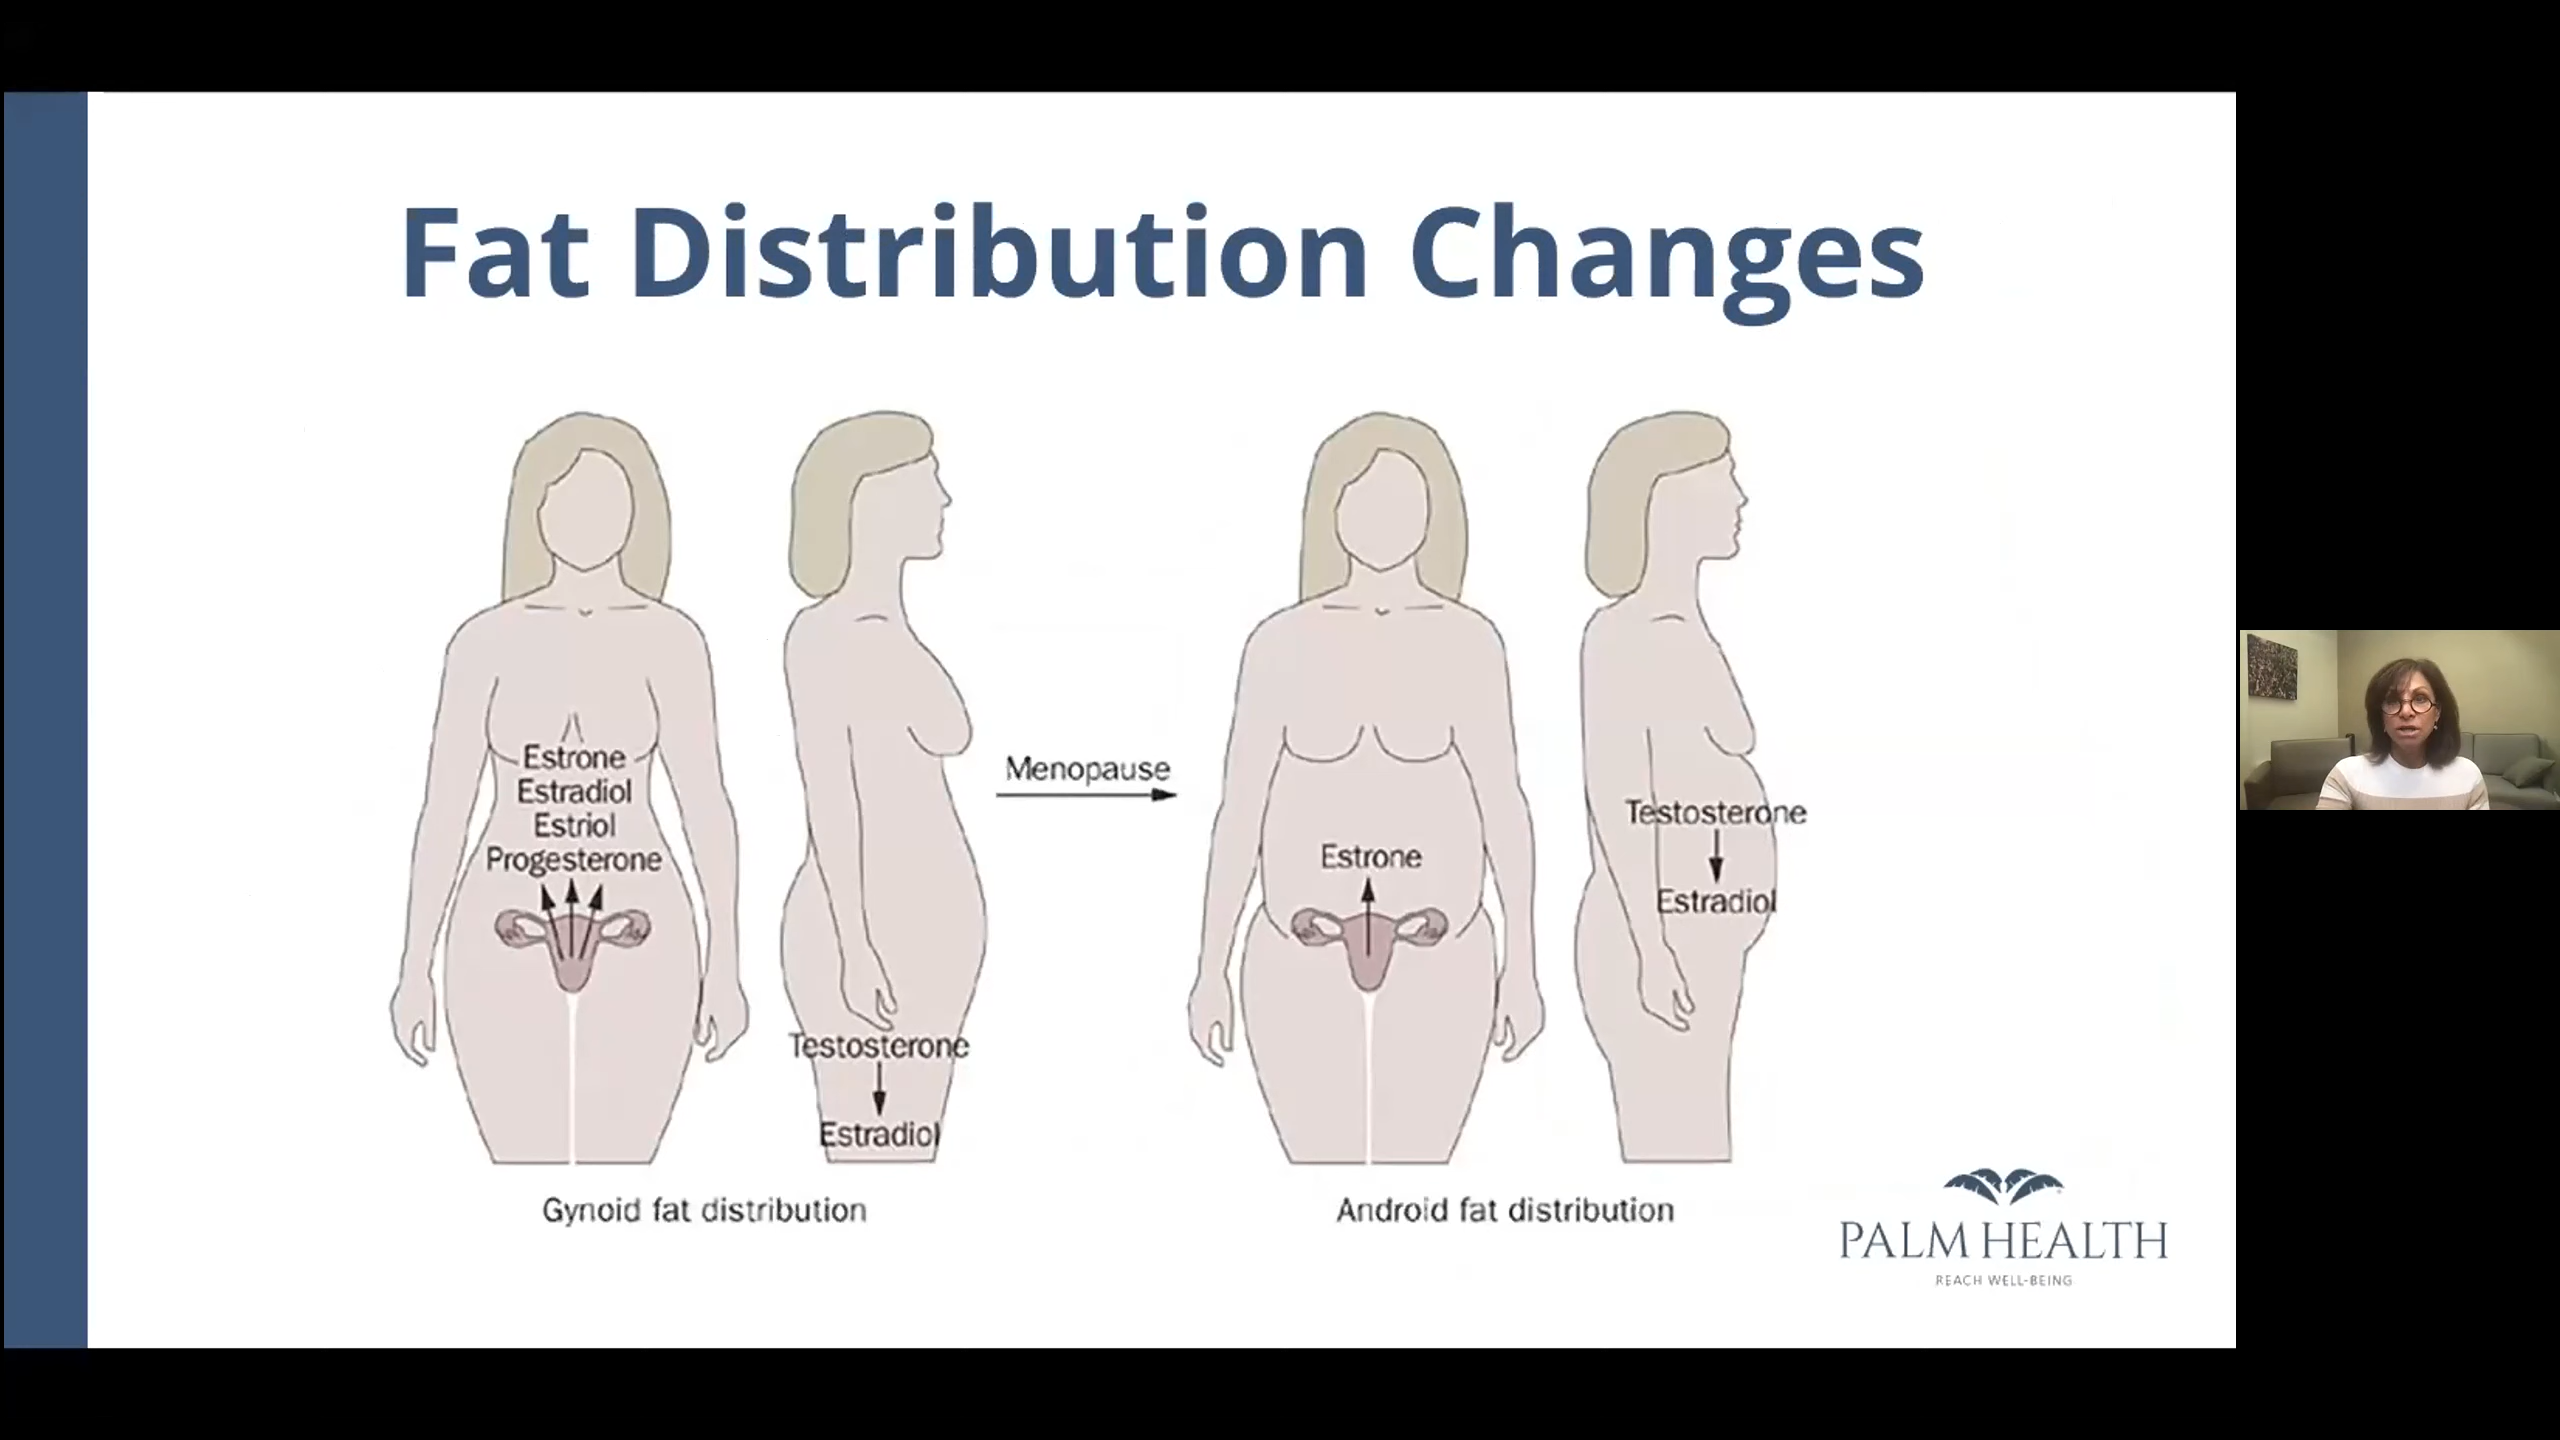 Fat Distribution Changes
Estrone
Estradiol
Estriol
Progesterone
Testosterone
Estradiol
Menopause
Estrone
Testosterone
Estradiol
Gynoid fat distribution
Android fat distribution
PALM HEALTH
REACH WELL-BEING